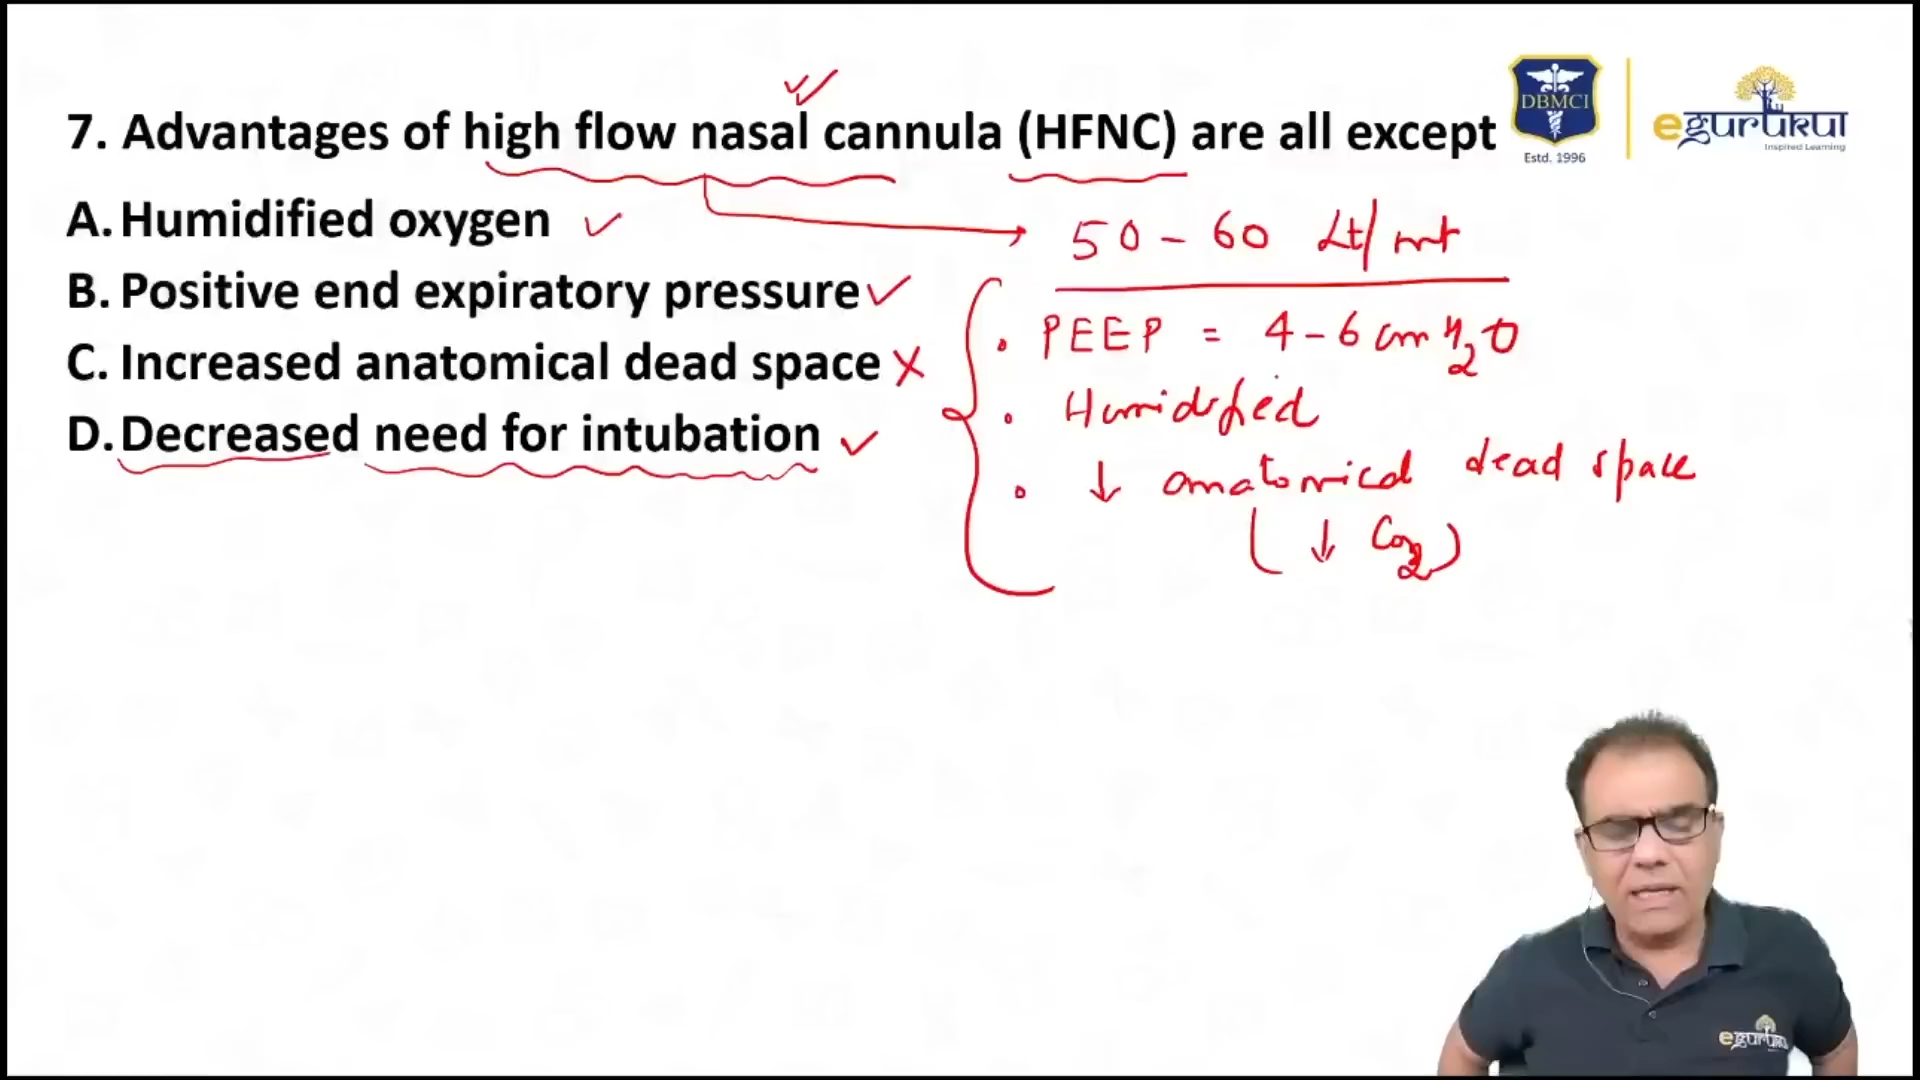 7. Advantages of high flow nasal cannula (HFNC) are all except
DBMCI
Estd. 1996
egurukul
Inspired Learning
A. Humidified oxygen
50 - 60 Lt/mt
B. Positive end expiratory pressure
PEEP = 4 - 6 cm H2O
C. Increased anatomical dead space
Humidified
D. Decreased need for intubation
↓ anatomical dead space
(↓ CO2)
egurukul